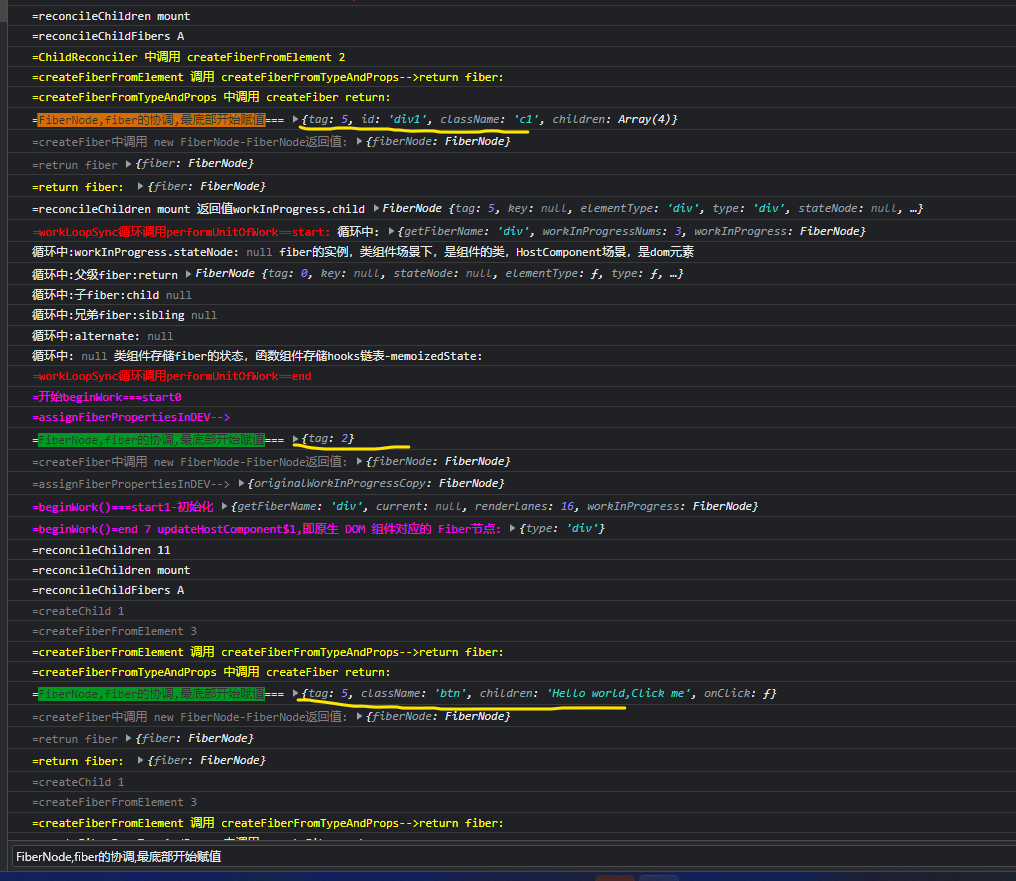 =reconcileChildren mount
=reconcileChildFibers A
=ChildReconciler 中调用 createFiberFromElement 2
=createFiberFromElement 调用 createFiberFromTypeAndProps-->return fiber:
=createFiberFromTypeAndProps 中调用 createFiber return:
=FiberNode,fiber的协调,最底部开始赋值=== ▶{tag: 5, id: 'div1', className: 'c1', children: Array(4)}
=createFiber中调用 new FiberNode-FiberNode返回值: ▶{fiberNode: FiberNode}
=retrun fiber ▶{fiber: FiberNode}
=return fiber: ▶{fiber: FiberNode}
=reconcileChildren mount 返回值workInProgress.child ▶FiberNode {tag: 5, key: null, elementType: 'div', type: 'div', stateNode: null, …}
=workLoopSync循环调用performUnitOfWork==start: 循环中: ▶{getFiberName: 'div', workInProgressNums: 3, workInProgress: FiberNode}
循环中:workInProgress.stateNode: null fiber的实例，类组件场景下，是组件的类，HostComponent场景，是dom元素
循环中:父级fiber:return ▶FiberNode {tag: 0, key: null, stateNode: null, elementType: ƒ, type: ƒ, …}
循环中:子fiber:child null
循环中:兄弟fiber:sibling null
循环中:alternate: null
循环中: null 类组件存储fiber的状态，函数组件存储hooks链表-memoizedState:
=workLoopSync循环调用performUnitOfWork==end
=开始beginWork===start0
=assignFiberPropertiesInDEV-->
=FiberNode,fiber的协调,最底部开始赋值=== ▶{tag: 2}
=createFiber中调用 new FiberNode-FiberNode返回值: ▶{fiberNode: FiberNode}
=assignFiberPropertiesInDEV--> ▶{originalWorkInProgressCopy: FiberNode}
=beginWork()===start1-初始化 ▶{getFiberName: 'div', current: null, renderLanes: 16, workInProgress: FiberNode}
=beginWork()=end 7 updateHostComponent$1,即原生 DOM 组件对应的 Fiber节点: ▶{type: 'div'}
=reconcileChildren 11
=reconcileChildren mount
=reconcileChildFibers A
=createChild 1
=createFiberFromElement 3
=createFiberFromElement 调用 createFiberFromTypeAndProps-->return fiber:
=createFiberFromTypeAndProps 中调用 createFiber return:
=FiberNode,fiber的协调,最底部开始赋值=== ▶{tag: 5, className: 'btn', children: 'Hello world,Click me', onClick: ƒ}
=createFiber中调用 new FiberNode-FiberNode返回值: ▶{fiberNode: FiberNode}
=retrun fiber ▶{fiber: FiberNode}
=return fiber: ▶{fiber: FiberNode}
=createChild 1
=createFiberFromElement 3
=createFiberFromElement 调用 createFiberFromTypeAndProps-->return fiber:
FiberNode,fiber的协调,最底部开始赋值